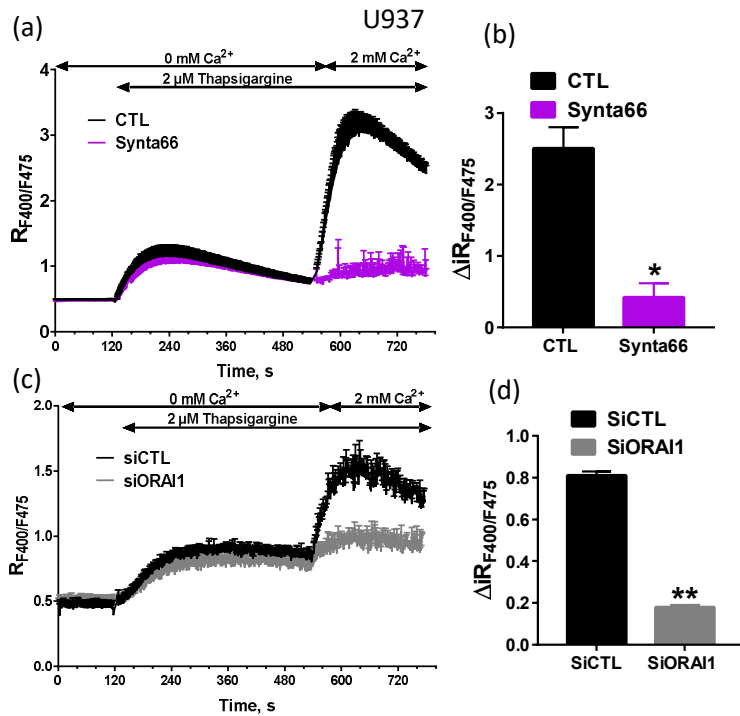 U937
(a)
0 mM Ca²⁺
2 mM Ca²⁺
2 µM Thapsigargine
CTL
Synta66
R_F400/F475
4
3
2
1
0
0 120 240 360 480 600 720
Time, s
(b)
CTL
Synta66
ΔiR_F400/F475
3
2
1
0
*
CTL Synta66
(c)
0 mM Ca²⁺
2 mM Ca²⁺
2 µM Thapsigargine
siCTL
siORAI1
R_F400/F475
2.0
1.5
1.0
0.5
0.0
0 120 240 360 480 600 720
Time, s
(d)
SiCTL
SiORAI1
ΔiR_F400/F475
1.0
0.8
0.6
0.4
0.2
0.0
**
SiCTL SiORAI1